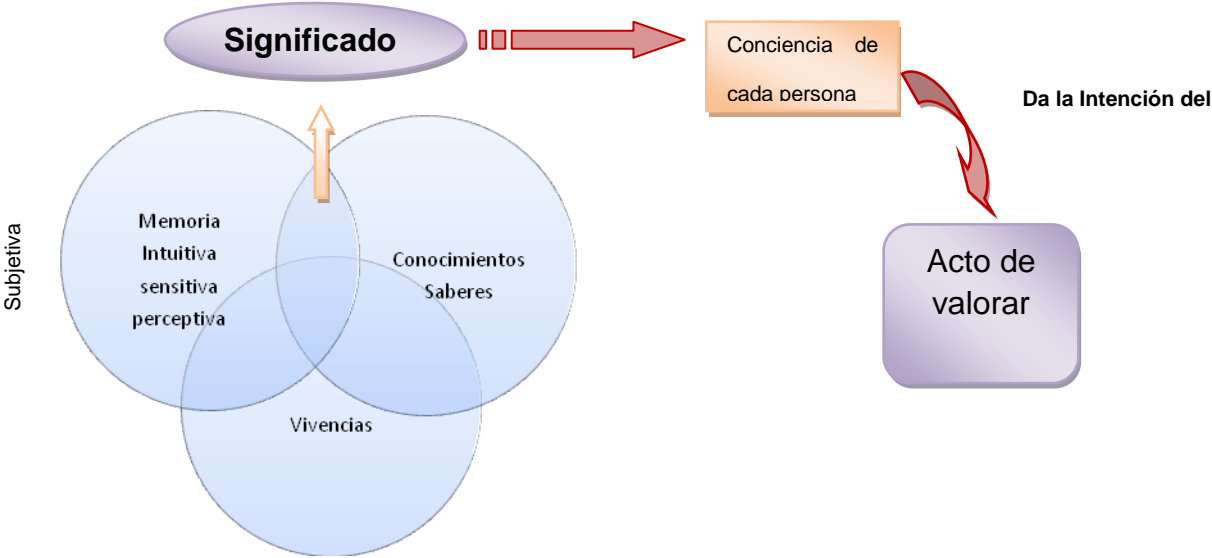 Significado
Conciencia de
cada persona
Da la Intención del
Subjetiva
Memoria
Intuitiva
sensitiva
perceptiva
Conocimientos
Saberes
Acto de
valorar
Vivencias